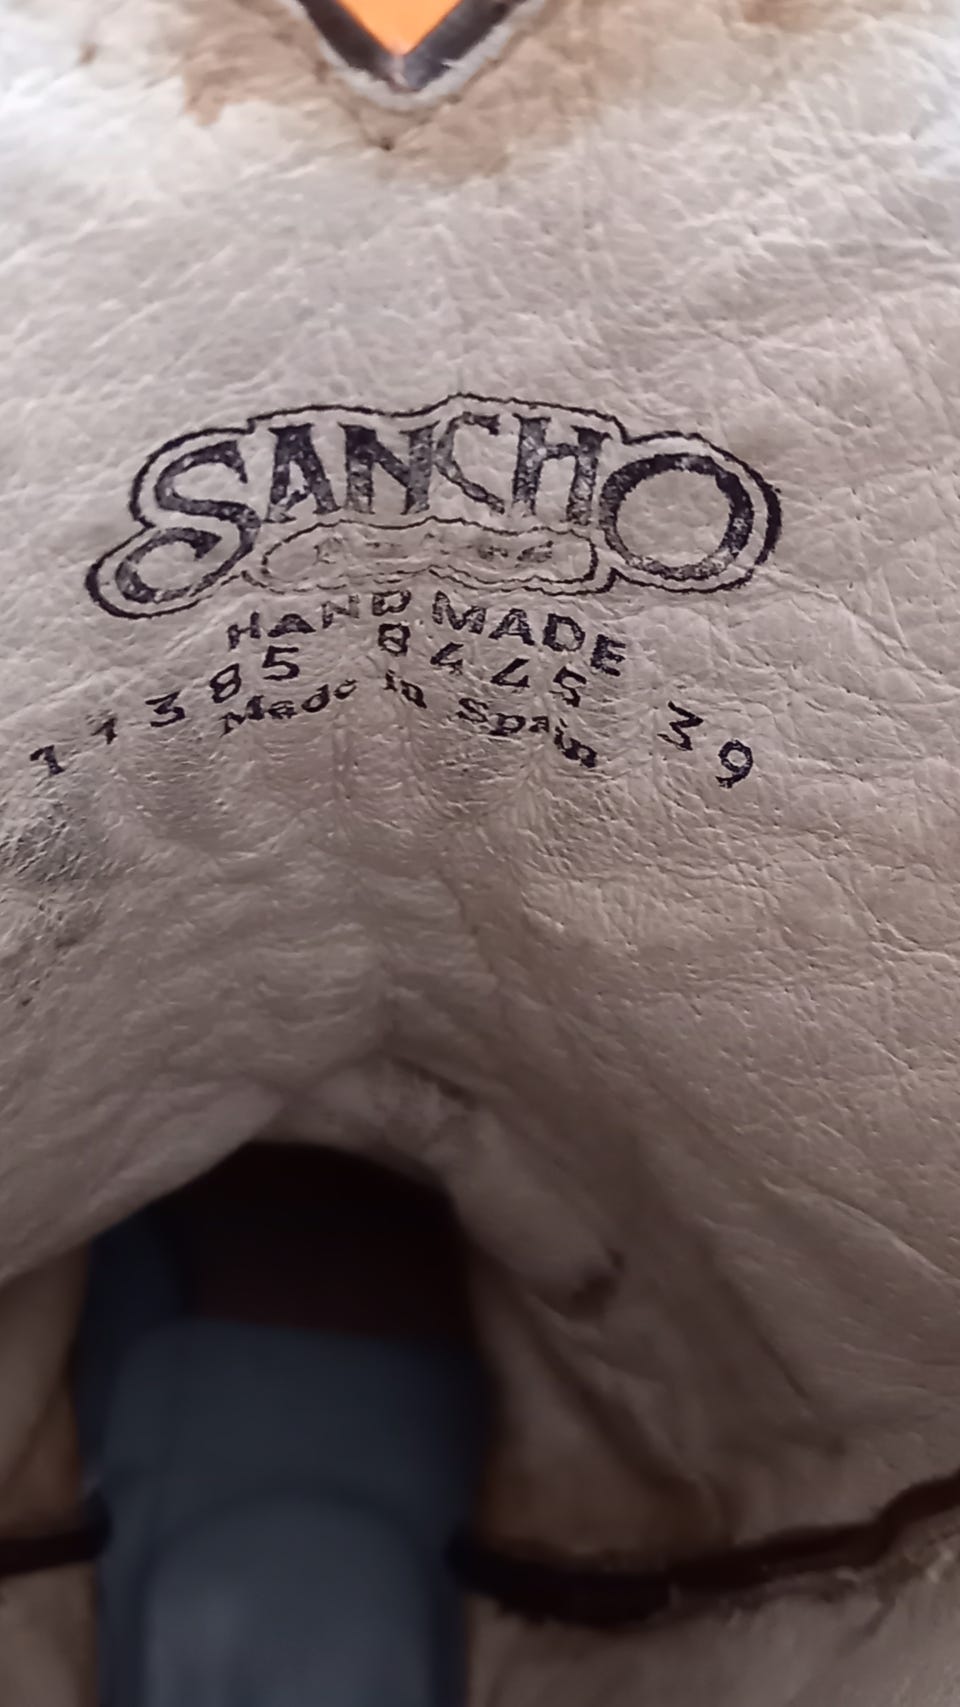 SANCHO
HAND MADE
11385 8445 39
Made in Spain